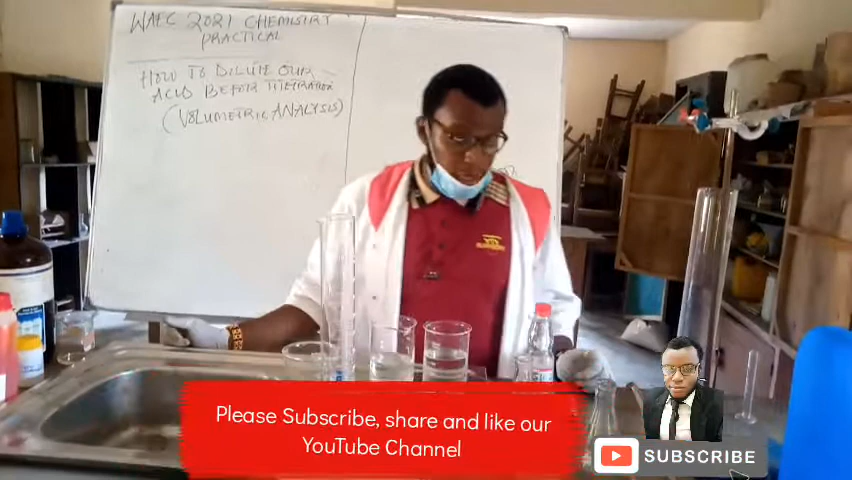 WAEC 2021 CHEMISTRY
PRACTICAL
HOW TO DILUTE OUR
ACID BEFOR TITRATION
(VOLUMETRIC ANALYSIS)
Please Subscribe, share and like our
YouTube Channel
SUBSCRIBE